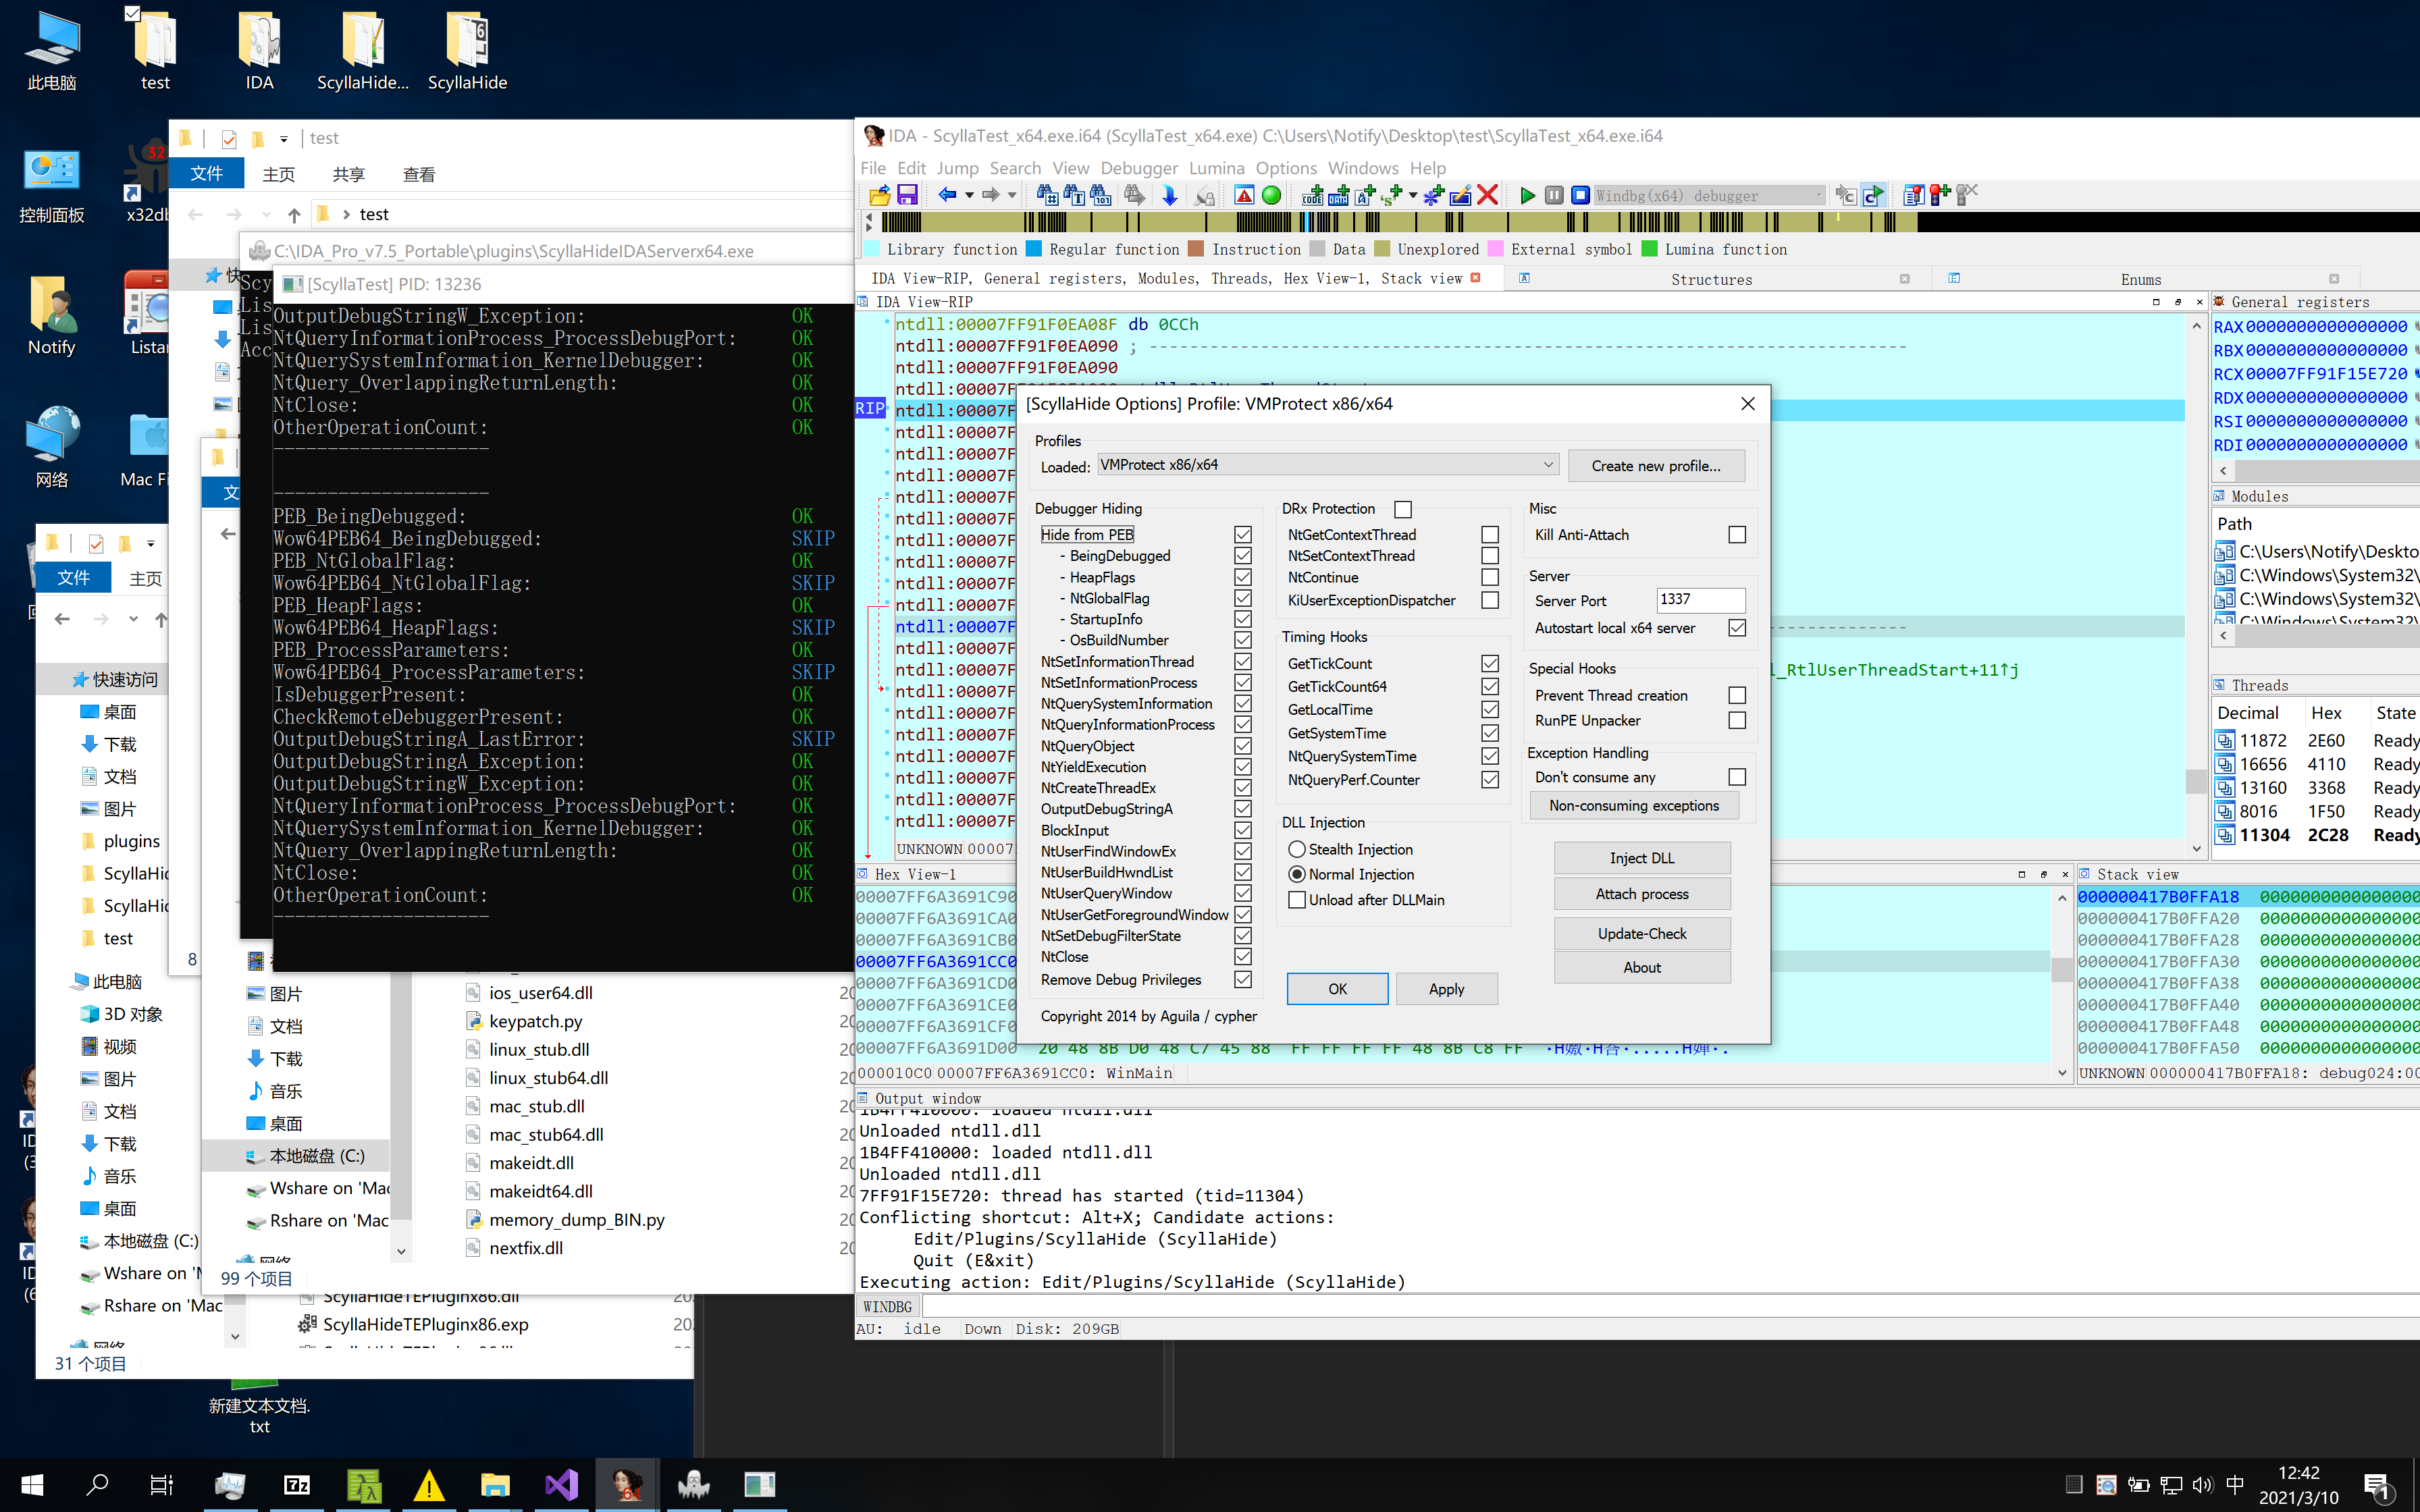 此电脑
test
IDA
ScyllaHide...
ScyllaHide
控制面板
Notify
网络
test
文件
主页
共享
查看
test
C:\IDA_Pro_v7.5_Portable\plugins\ScyllaHideIDAServerx64.exe
[ScyllaTest] PID: 13236
OutputDebugStringW_Exception: OK
NtQueryInformationProcess_ProcessDebugPort: OK
NtQuerySystemInformation_KernelDebugger: OK
NtQuery_OverlappingReturnLength: OK
NtClose: OK
OtherOperationCount: OK
--------------------
--------------------
PEB_BeingDebugged: OK
Wow64PEB64_BeingDebugged: SKIP
PEB_NtGlobalFlag: OK
Wow64PEB64_NtGlobalFlag: SKIP
PEB_HeapFlags: OK
Wow64PEB64_HeapFlags: SKIP
PEB_ProcessParameters: OK
Wow64PEB64_ProcessParameters: SKIP
IsDebuggerPresent: OK
CheckRemoteDebuggerPresent: OK
OutputDebugStringA_LastError: SKIP
OutputDebugStringA_Exception: OK
OutputDebugStringW_Exception: OK
NtQueryInformationProcess_ProcessDebugPort: OK
NtQuerySystemInformation_KernelDebugger: OK
NtQuery_OverlappingReturnLength: OK
NtClose: OK
OtherOperationCount: OK
--------------------
文件
主页
快速访问
桌面
下载
文档
图片
plugins
ScyllaHid
ScyllaHid
test
此电脑
3D 对象
视频
图片
文档
下载
音乐
桌面
本地磁盘 (C:)
Wshare on 'M
Rshare on 'Mac
31 个项目
图片
文档
下载
音乐
桌面
本地磁盘 (C:)
Wshare on 'Mac
Rshare on 'Mac
99 个项目
ios_user64.dll
keypatch.py
linux_stub.dll
linux_stub64.dll
mac_stub.dll
mac_stub64.dll
makeidt.dll
makeidt64.dll
memory_dump_BIN.py
nextfix.dll
ScyllaHideTEPluginx86.dll
ScyllaHideTEPluginx86.exp
新建文本文档.
txt
IDA - ScyllaTest_x64.exe.i64 (ScyllaTest_x64.exe) C:\Users\Notify\Desktop\test\ScyllaTest_x64.exe.i64
File Edit Jump Search View Debugger Lumina Options Windows Help
Windbg(x64) debugger
Library function Regular function Instruction Data Unexplored External symbol Lumina function
IDA View-RIP, General registers, Modules, Threads, Hex View-1, Stack view
Structures
Enums
IDA View-RIP
ntdll:00007FF91F0EA08F db 0CCh
ntdll:00007FF91F0EA090 ; ---------------------------------------------------------------------------
ntdll:00007FF91F0EA090
RIP
l_RtlUserThreadStart+11↑j
General registers
RAX 0000000000000000
RBX 0000000000000000
RCX 00007FF91F15E720
RDX 0000000000000000
RSI 0000000000000000
RDI 0000000000000000
Modules
Path
C:\Users\Notify\Deskto
C:\Windows\System32\
C:\Windows\System32\
C:\Windows\System32\
Threads
Decimal Hex State
11872 2E60 Ready
16656 4110 Ready
13160 3368 Ready
8016 1F50 Ready
11304 2C28 Ready
[ScyllaHide Options] Profile: VMProtect x86/x64
Profiles
Loaded: VMProtect x86/x64
Create new profile...
Debugger Hiding
Hide from PEB
- BeingDebugged
- HeapFlags
- NtGlobalFlag
- StartupInfo
- OsBuildNumber
NtSetInformationThread
NtSetInformationProcess
NtQuerySystemInformation
NtQueryInformationProcess
NtQueryObject
NtYieldExecution
NtCreateThreadEx
OutputDebugStringA
BlockInput
NtUserFindWindowEx
NtUserBuildHwndList
NtUserQueryWindow
NtUserGetForegroundWindow
NtSetDebugFilterState
NtClose
Remove Debug Privileges
Copyright 2014 by Aguila / cypher
DRx Protection
NtGetContextThread
NtSetContextThread
NtContinue
KiUserExceptionDispatcher
Timing Hooks
GetTickCount
GetTickCount64
GetLocalTime
GetSystemTime
NtQuerySystemTime
NtQueryPerf.Counter
DLL Injection
Stealth Injection
Normal Injection
Unload after DLLMain
OK
Apply
Misc
Kill Anti-Attach
Server
Server Port 1337
Autostart local x64 server
Special Hooks
Prevent Thread creation
RunPE Unpacker
Exception Handling
Don't consume any
Non-consuming exceptions
Inject DLL
Attach process
Update-Check
About
Hex View-1
00007FF6A3691C90
00007FF6A3691CA0
00007FF6A3691CB0
00007FF6A3691CC0
00007FF6A3691CD0
00007FF6A3691CE0
00007FF6A3691CF0
00007FF6A3691D00 20 48 8B D0 48 C7 45 88 FF FF FF FF 48 8B C8 FF
000010C0 00007FF6A3691CC0: WinMain
Stack view
000000417B0FFA18 0000000000000000
000000417B0FFA20 0000000000000000
000000417B0FFA28 0000000000000000
000000417B0FFA30 0000000000000000
000000417B0FFA38 0000000000000000
000000417B0FFA40 0000000000000000
000000417B0FFA48 0000000000000000
000000417B0FFA50 0000000000000000
UNKNOWN 000000417B0FFA18: debug024:00
Output window
1B4FF410000: loaded ntdll.dll
Unloaded ntdll.dll
1B4FF410000: loaded ntdll.dll
Unloaded ntdll.dll
7FF91F15E720: thread has started (tid=11304)
Conflicting shortcut: Alt+X; Candidate actions:
Edit/Plugins/ScyllaHide (ScyllaHide)
Quit (E&xit)
Executing action: Edit/Plugins/ScyllaHide (ScyllaHide)
WINDBG
AU: idle Down Disk: 209GB
中
12:42
2021/3/10
1